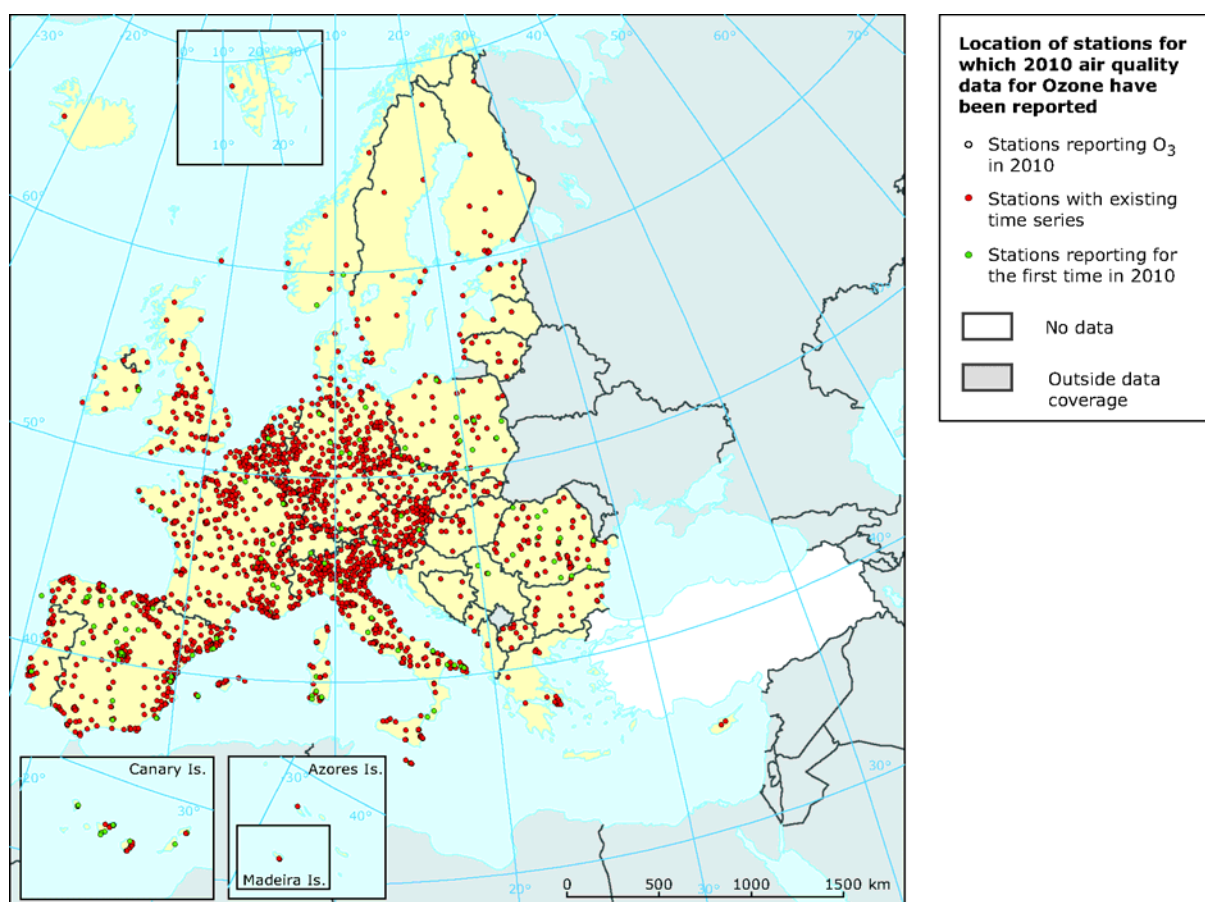 -30°
-20°
-10°
0°
10°
20°
30°
40°
50°
60°
70°
0°
10°
20°
30°
10°
20°
60°
50°
50°
40°
40°
30°
Canary Is.
-20°
30°
Azores Is.
-30°
40°
Madeira Is.
20°
30°
0
500
1000
1500 km
Location of stations for
which 2010 air quality
data for Ozone have
been reported
Stations reporting O₃
in 2010
Stations with existing
time series
Stations reporting for
the first time in 2010
No data
Outside data
coverage